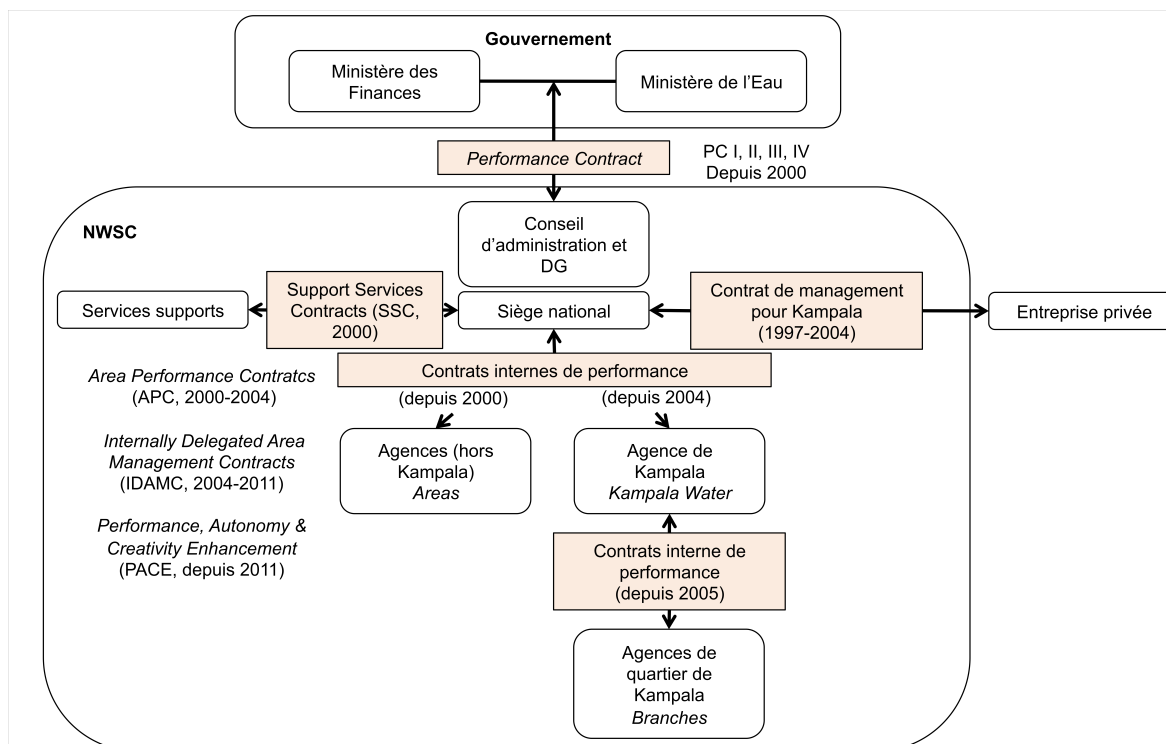 Gouvernement
Ministère des
Finances
Ministère de l’Eau
Performance Contract
PC I, II, III, IV
Depuis 2000
NWSC
Conseil
d’administration et
DG
Services supports
Support Services
Contracts (SSC,
2000)
Siège national
Contrat de management
pour Kampala
(1997-2004)
Entreprise privée
Contrats internes de performance
(depuis 2000)
(depuis 2004)
Area Performance Contratcs
(APC, 2000-2004)
Internally Delegated Area
Management Contracts
(IDAMC, 2004-2011)
Performance, Autonomy &
Creativity Enhancement
(PACE, depuis 2011)
Agences (hors
Kampala)
Areas
Agence de
Kampala
Kampala Water
Contrats interne de
performance
(depuis 2005)
Agences de
quartier de
Kampala
Branches